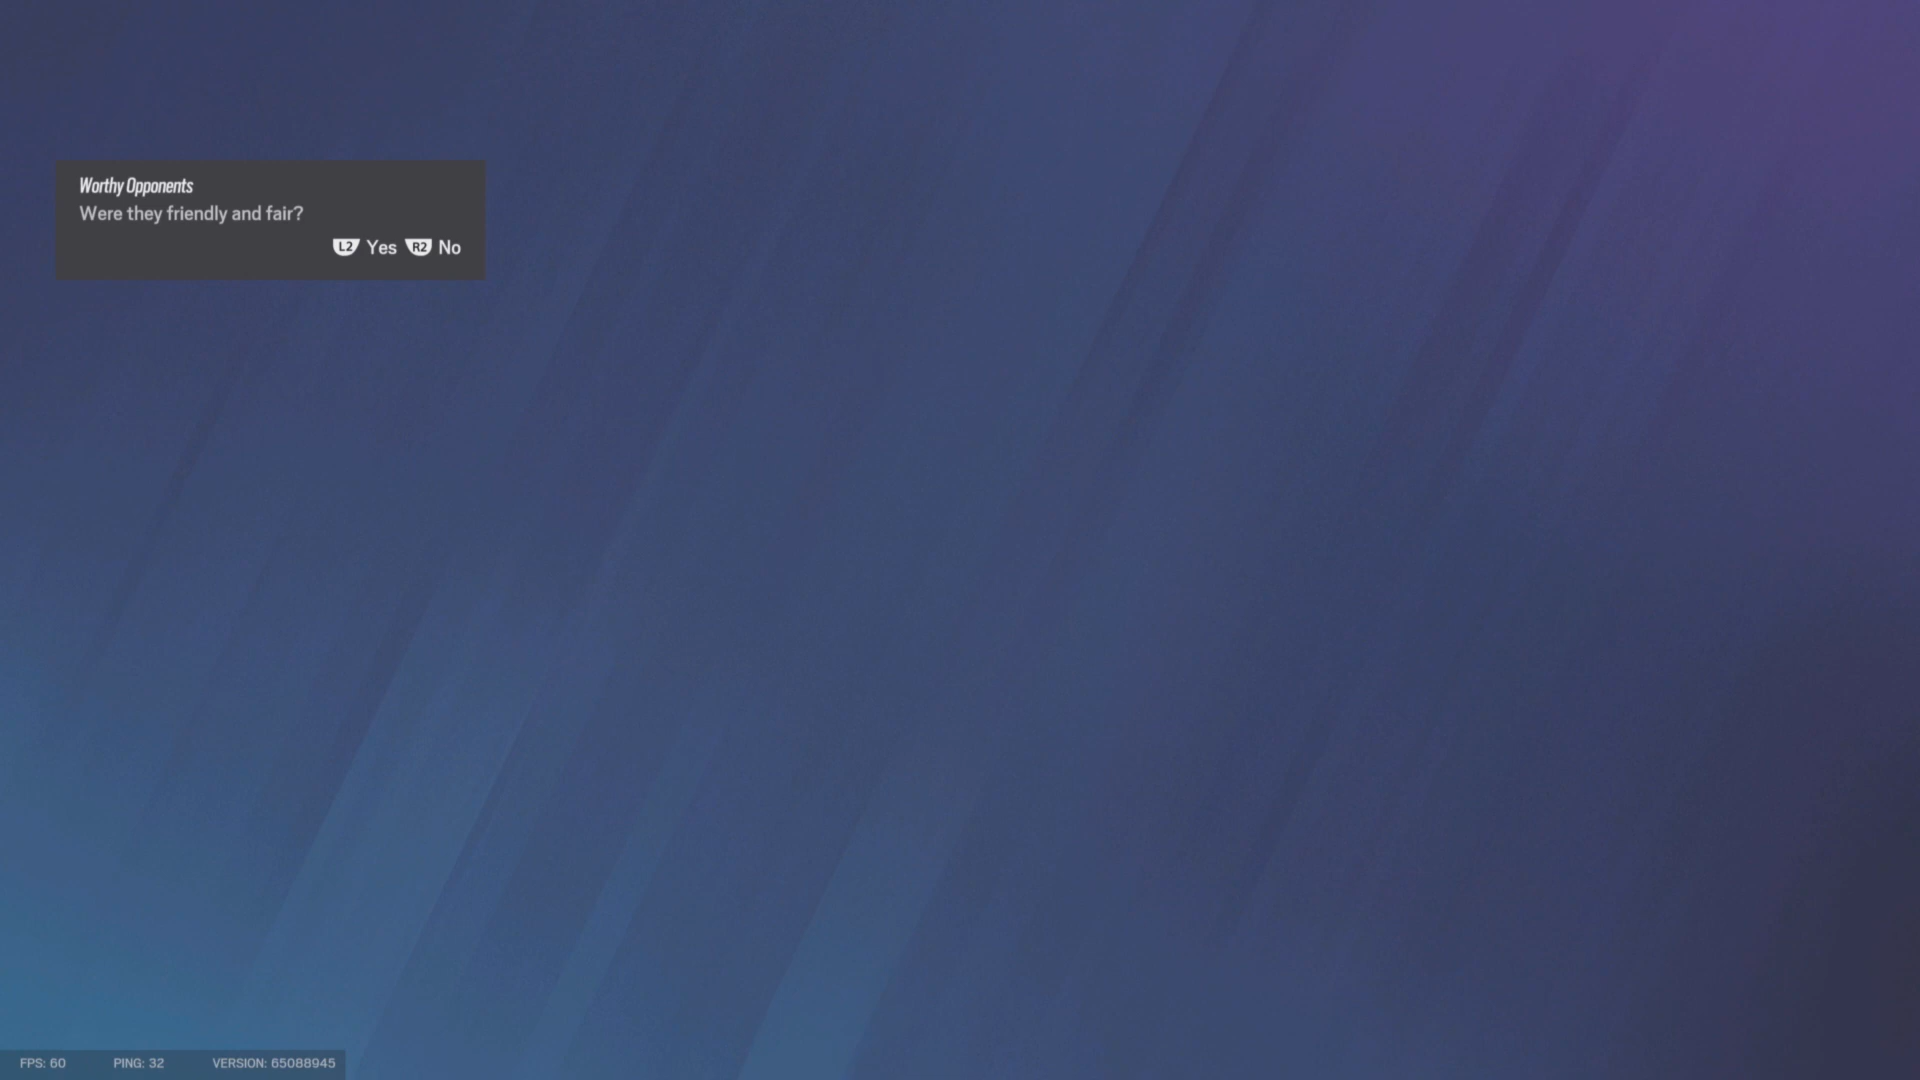 Worthy Opponents
Were they friendly and fair?
L2 Yes R2 No
FPS: 60 PING: 32 VERSION: 65088945